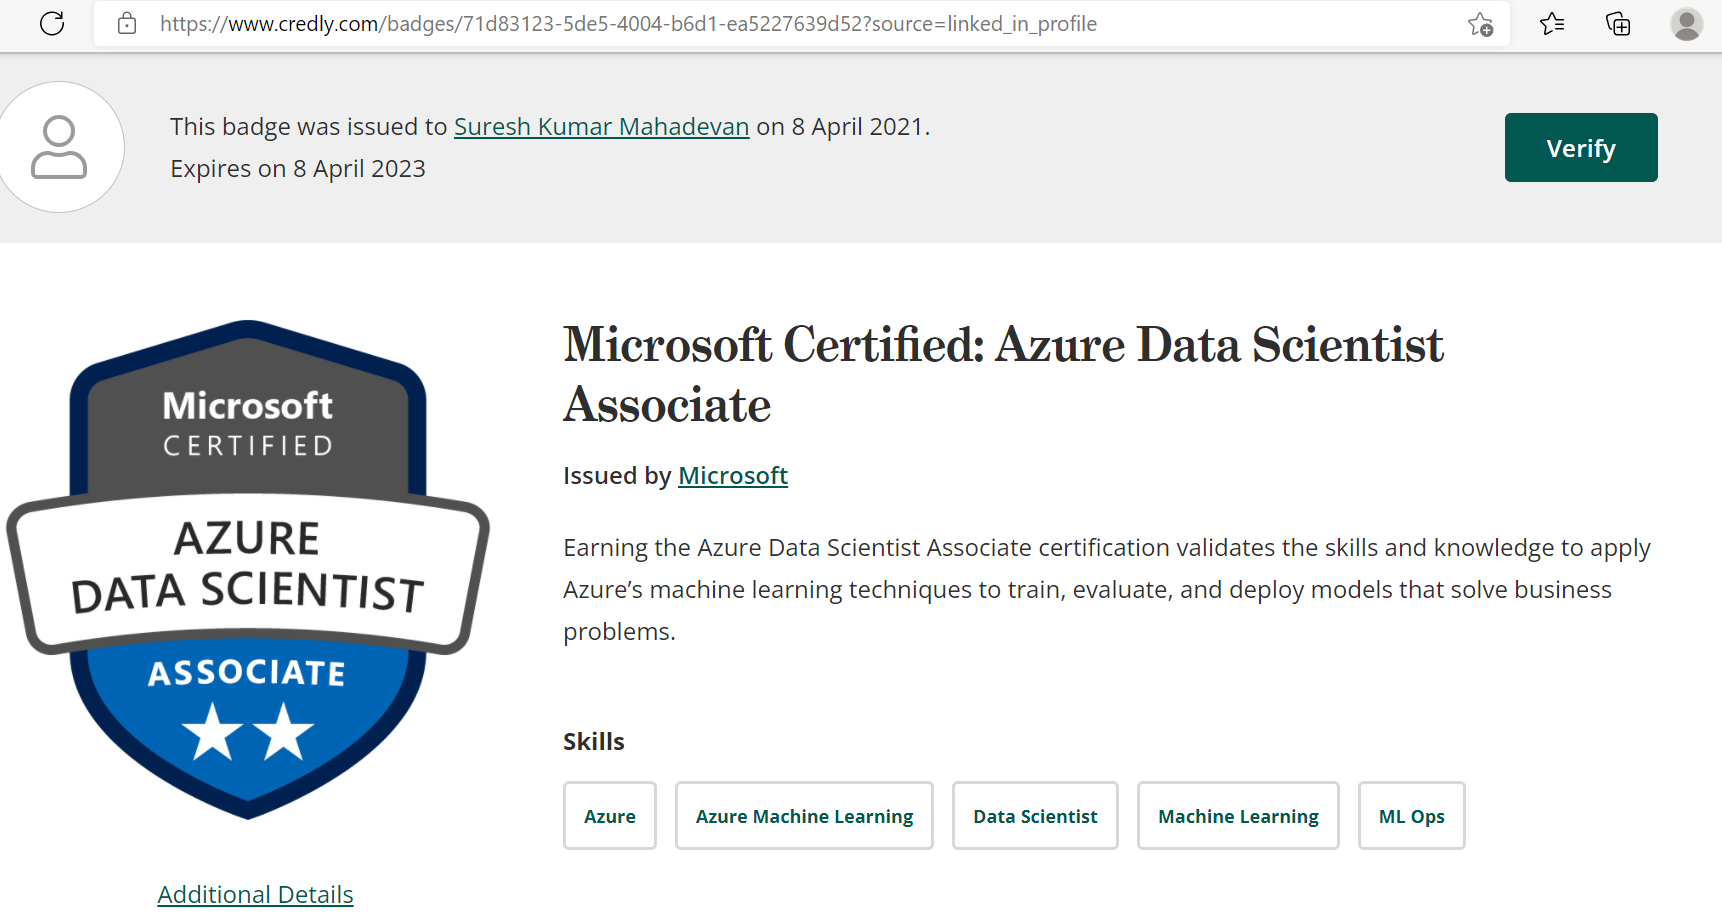 https://www.credly.com/badges/71d83123-5de5-4004-b6d1-ea5227639d52?source=linked_in_profile
This badge was issued to Suresh Kumar Mahadevan on 8 April 2021.
Expires on 8 April 2023
Verify
Microsoft
CERTIFIED
AZURE
DATA SCIENTIST
ASSOCIATE
Additional Details
Microsoft Certified: Azure Data Scientist
Associate
Issued by Microsoft
Earning the Azure Data Scientist Associate certification validates the skills and knowledge to apply
Azure’s machine learning techniques to train, evaluate, and deploy models that solve business
problems.
Skills
Azure
Azure Machine Learning
Data Scientist
Machine Learning
ML Ops